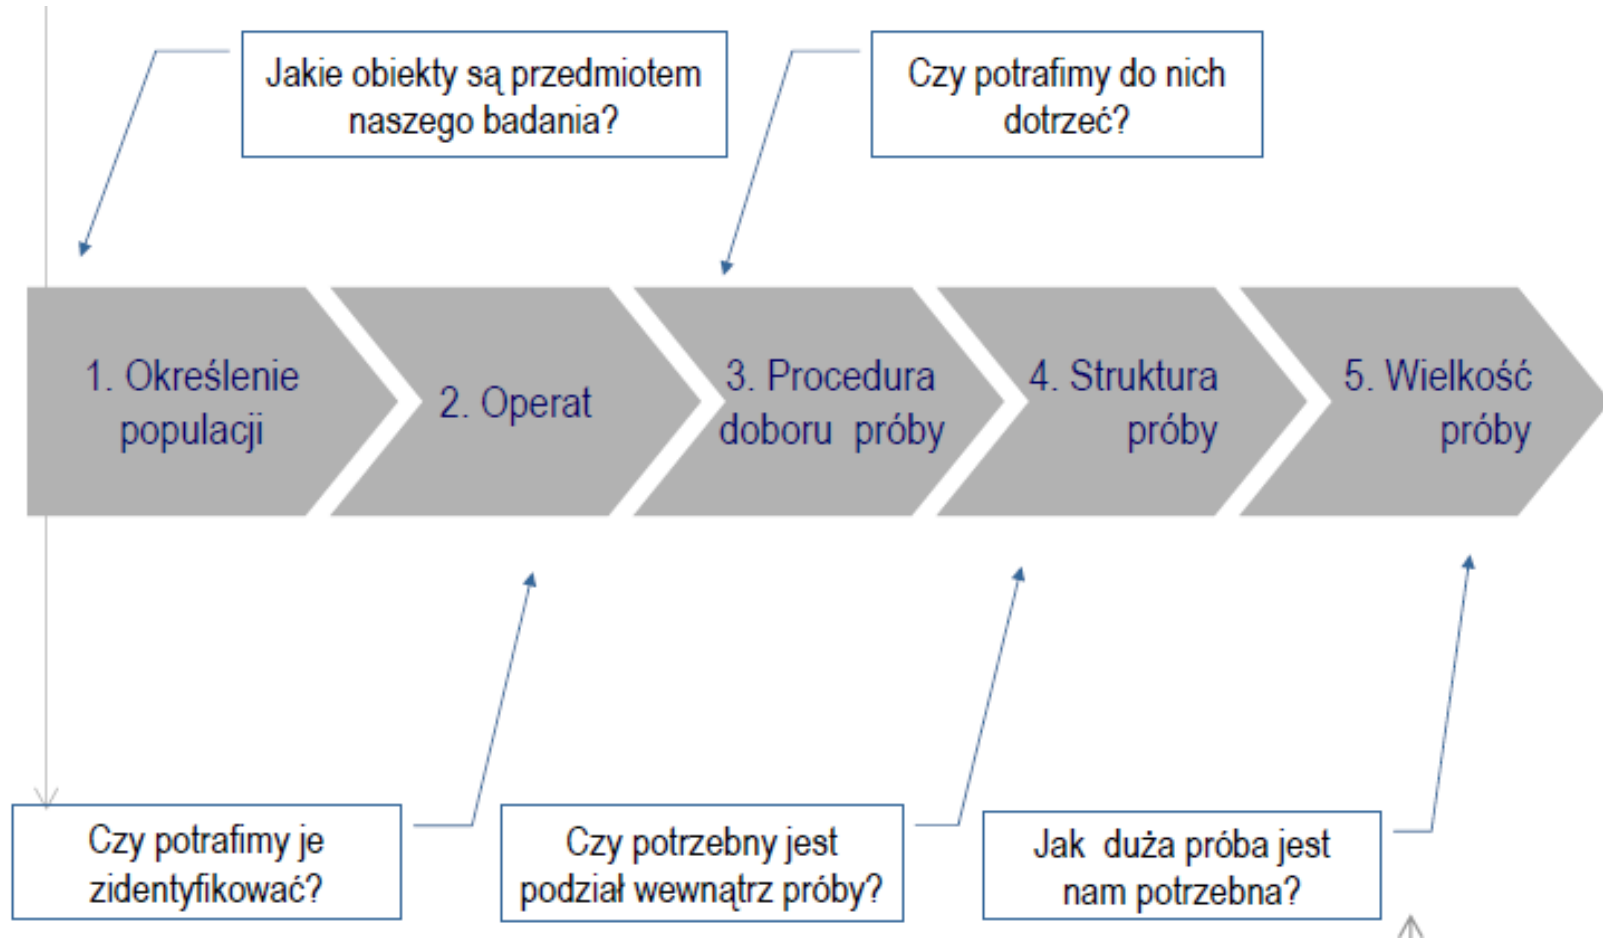 Jakie obiekty są przedmiotem
naszego badania?
Czy potrafimy do nich
dotrzeć?
1. Określenie
populacji
2. Operat
3. Procedura
doboru próby
4. Struktura
próby
5. Wielkość
próby
Czy potrafimy je
zidentyfikować?
Czy potrzebny jest
podział wewnątrz próby?
Jak duża próba jest
nam potrzebna?